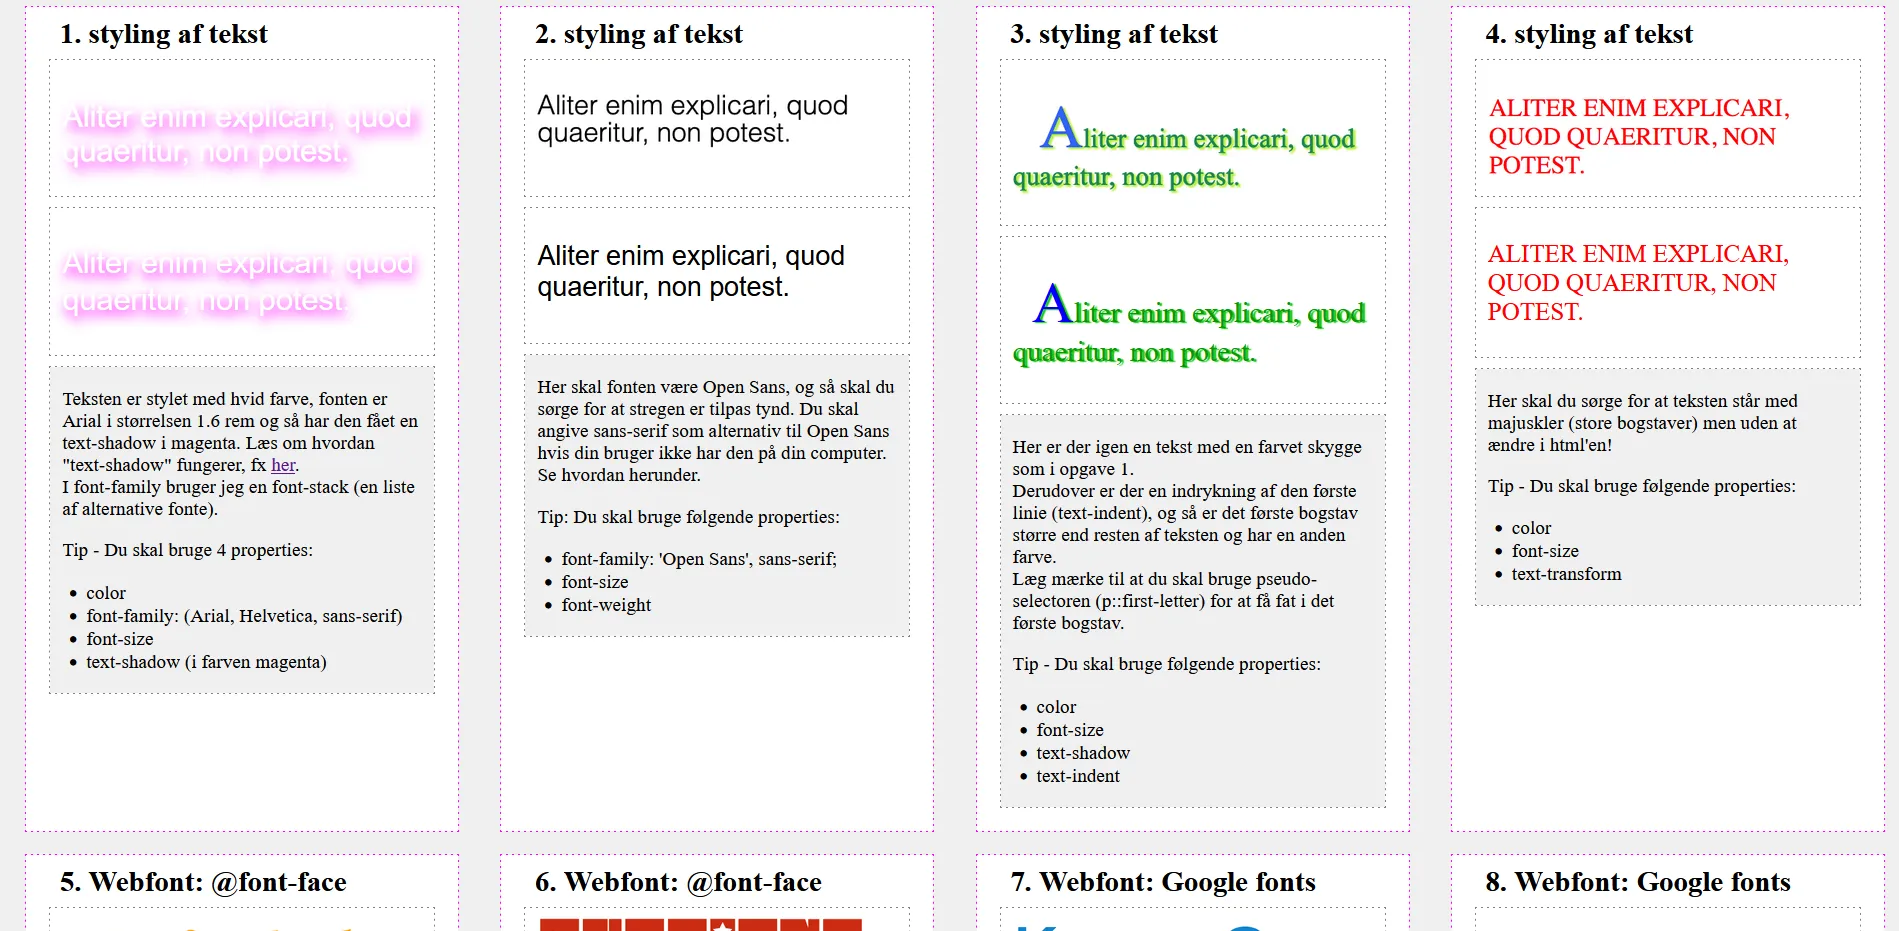 1. styling af tekst
Aliter enim explicari, quod
quaeritur, non potest.
Aliter enim explicari, quod
quaeritur, non potest.
Teksten er stylet med hvid farve, fonten er
Arial i størrelsen 1.6 rem og så har den fået en
text-shadow i magenta. Læs om hvordan
"text-shadow" fungerer, fx her.
I font-family bruger jeg en font-stack (en liste
af alternative fonte).
Tip - Du skal bruge 4 properties:
• color
• font-family: (Arial, Helvetica, sans-serif)
• font-size
• text-shadow (i farven magenta)
2. styling af tekst
Aliter enim explicari, quod
quaeritur, non potest.
Aliter enim explicari, quod
quaeritur, non potest.
Her skal fonten være Open Sans, og så skal du
sørge for at stregen er tilpas tynd. Du skal
angive sans-serif som alternativ til Open Sans
hvis din bruger ikke har den på din computer.
Se hvordan herunder.
Tip: Du skal bruge følgende properties:
• font-family: 'Open Sans', sans-serif;
• font-size
• font-weight
3. styling af tekst
Aliter enim explicari, quod
quaeritur, non potest.
Aliter enim explicari, quod
quaeritur, non potest.
Her er der igen en tekst med en farvet skygge
som i opgave 1.
Derudover er der en indrykning af den første
linie (text-indent), og så er det første bogstav
større end resten af teksten og har en anden
farve.
Læg mærke til at du skal bruge pseudo-
selectoren (p::first-letter) for at få fat i det
første bogstav.
Tip - Du skal bruge følgende properties:
• color
• font-size
• text-shadow
• text-indent
4. styling af tekst
ALITER ENIM EXPLICARI,
QUOD QUAERITUR, NON
POTEST.
ALITER ENIM EXPLICARI,
QUOD QUAERITUR, NON
POTEST.
Her skal du sørge for at teksten står med
majuskler (store bogstaver) men uden at
ændre i html'en!
Tip - Du skal bruge følgende properties:
• color
• font-size
• text-transform
5. Webfont: @font-face
6. Webfont: @font-face
7. Webfont: Google fonts
8. Webfont: Google fonts